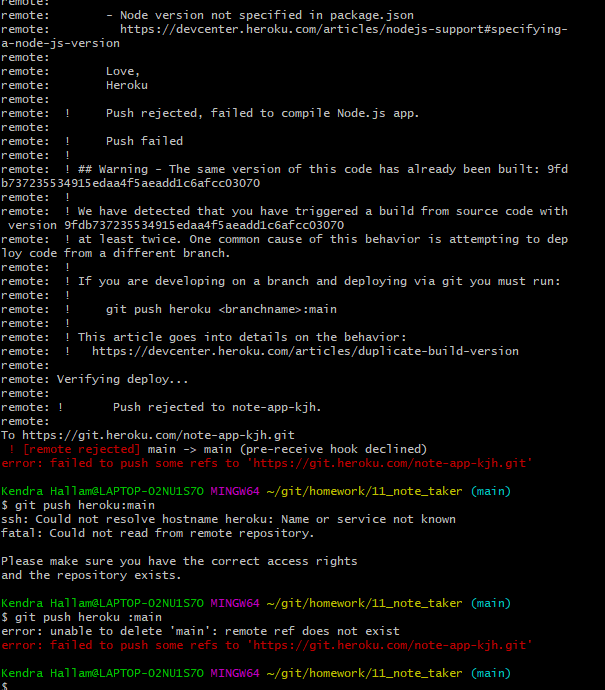 remote:
remote:        - Node version not specified in package.json
remote:          https://devcenter.heroku.com/articles/nodejs-support#specifying-
a-node-js-version
remote:
remote:        Love,
remote:        Heroku
remote:
remote:  !     Push rejected, failed to compile Node.js app.
remote:
remote:  !     Push failed
remote:  !
remote:  ! ## Warning - The same version of this code has already been built: 9fd
b737235534915edaa4f5aeadd1c6afcc03070
remote:  !
remote:  ! We have detected that you have triggered a build from source code with
 version 9fdb737235534915edaa4f5aeadd1c6afcc03070
remote:  ! at least twice. One common cause of this behavior is attempting to dep
loy code from a different branch.
remote:  !
remote:  ! If you are developing on a branch and deploying via git you must run:
remote:  !
remote:  !     git push heroku <branchname>:main
remote:  !
remote:  ! This article goes into details on the behavior:
remote:  !   https://devcenter.heroku.com/articles/duplicate-build-version
remote:
remote: Verifying deploy...
remote:
remote: !       Push rejected to note-app-kjh.
remote:
To https://git.heroku.com/note-app-kjh.git
 ! [remote rejected] main -> main (pre-receive hook declined)
error: failed to push some refs to 'https://git.heroku.com/note-app-kjh.git'

Kendra Hallam@LAPTOP-O2NU1S7O MINGW64 ~/git/homework/11_note_taker (main)
$ git push heroku:main
ssh: Could not resolve hostname heroku: Name or service not known
fatal: Could not read from remote repository.

Please make sure you have the correct access rights
and the repository exists.

Kendra Hallam@LAPTOP-O2NU1S7O MINGW64 ~/git/homework/11_note_taker (main)
$ git push heroku :main
error: unable to delete 'main': remote ref does not exist
error: failed to push some refs to 'https://git.heroku.com/note-app-kjh.git'

Kendra Hallam@LAPTOP-O2NU1S7O MINGW64 ~/git/homework/11_note_taker (main)
$